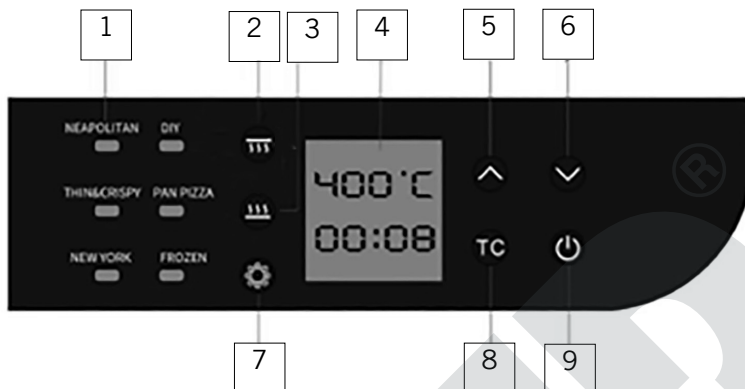 1 2 3 4 5 6
NEAPOLITAN DIY
THIN&CRISPY PAN PIZZA
400°C
00:08
NEW YORK FROZEN
TC
®
7 8 9